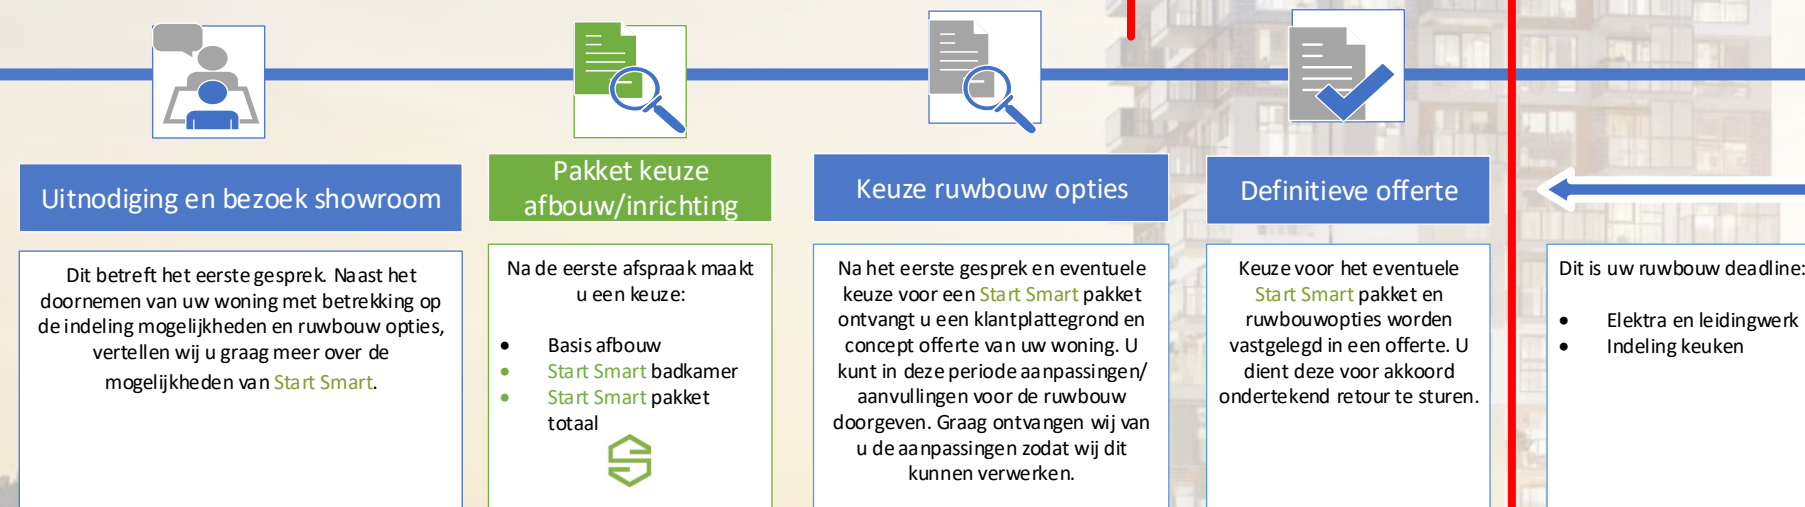 Uitnodiging en bezoek showroom
Dit betreft het eerste gesprek. Naast het
doornemen van uw woning met betrekking op
de indeling mogelijkheden en ruwbouw opties,
vertellen wij u graag meer over de
mogelijkheden van Start Smart.
Pakket keuze
afbouw/inrichting
Na de eerste afspraak maakt
u een keuze:
• Basis afbouw
• Start Smart badkamer
• Start Smart pakket
totaal
Keuze ruwbouw opties
Na het eerste gesprek en eventuele
keuze voor een Start Smart pakket
ontvangt u een klantplattegrond en
concept offerte van uw woning. U
kunt in deze periode aanpassingen/
aanvullingen voor de ruwbouw
doorgeven. Graag ontvangen wij van
u de aanpassingen zodat wij dit
kunnen verwerken.
Definitieve offerte
Keuze voor het eventuele
Start Smart pakket en
ruwbouwopties worden
vastgelegd in een offerte. U
dient deze voor akkoord
ondertekend retour te sturen.
Dit is uw ruwbouw deadline:
• Elektra en leidingwerk
• Indeling keuken